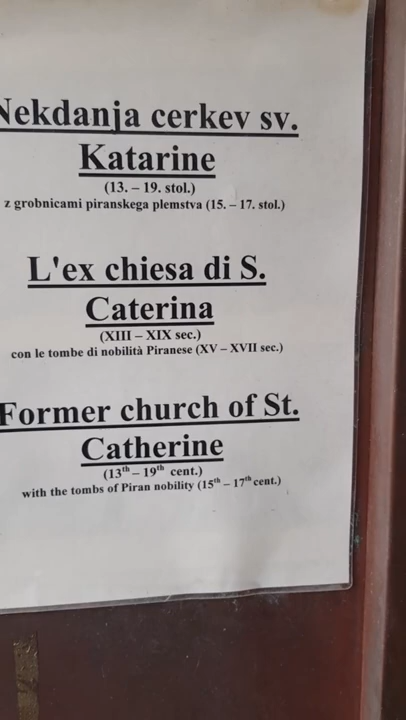 Nekdanja cerkev sv.
Katarine
(13. – 19. stol.)
z grobnicami piranskega plemstva (15. – 17. stol.)
L'ex chiesa di S.
Caterina
(XIII – XIX sec.)
con le tombe di nobilità Piranese (XV – XVII sec.)
Former church of St.
Catherine
(13th – 19th cent.)
with the tombs of Piran nobility (15th – 17th cent.)